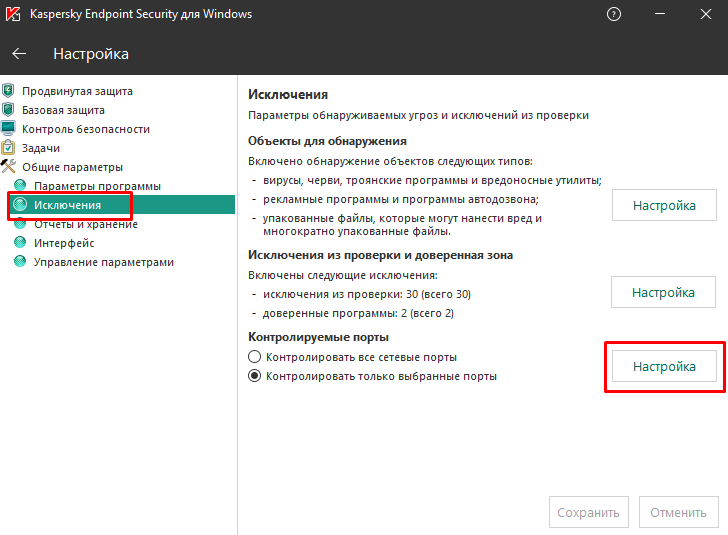 Kaspersky Endpoint Security для Windows
Настройка
Продвинутая защита
Базовая защита
Контроль безопасности
Задачи
Общие параметры
Параметры программы
Исключения
Отчеты и хранение
Интерфейс
Управление параметрами
Исключения
Параметры обнаруживаемых угроз и исключений из проверки
Объекты для обнаружения
Включено обнаружение объектов следующих типов:
- вирусы, черви, троянские программы и вредоносные утилиты;
- рекламные программы и программы автодозвона;
- упакованные файлы, которые могут нанести вред и
многократно упакованные файлы.
Настройка
Исключения из проверки и доверенная зона
Включены следующие исключения:
- исключения из проверки: 30 (всего 30)
- доверенные программы: 2 (всего 2)
Настройка
Контролируемые порты
Контролировать все сетевые порты
Контролировать только выбранные порты
Настройка
Сохранить
Отменить